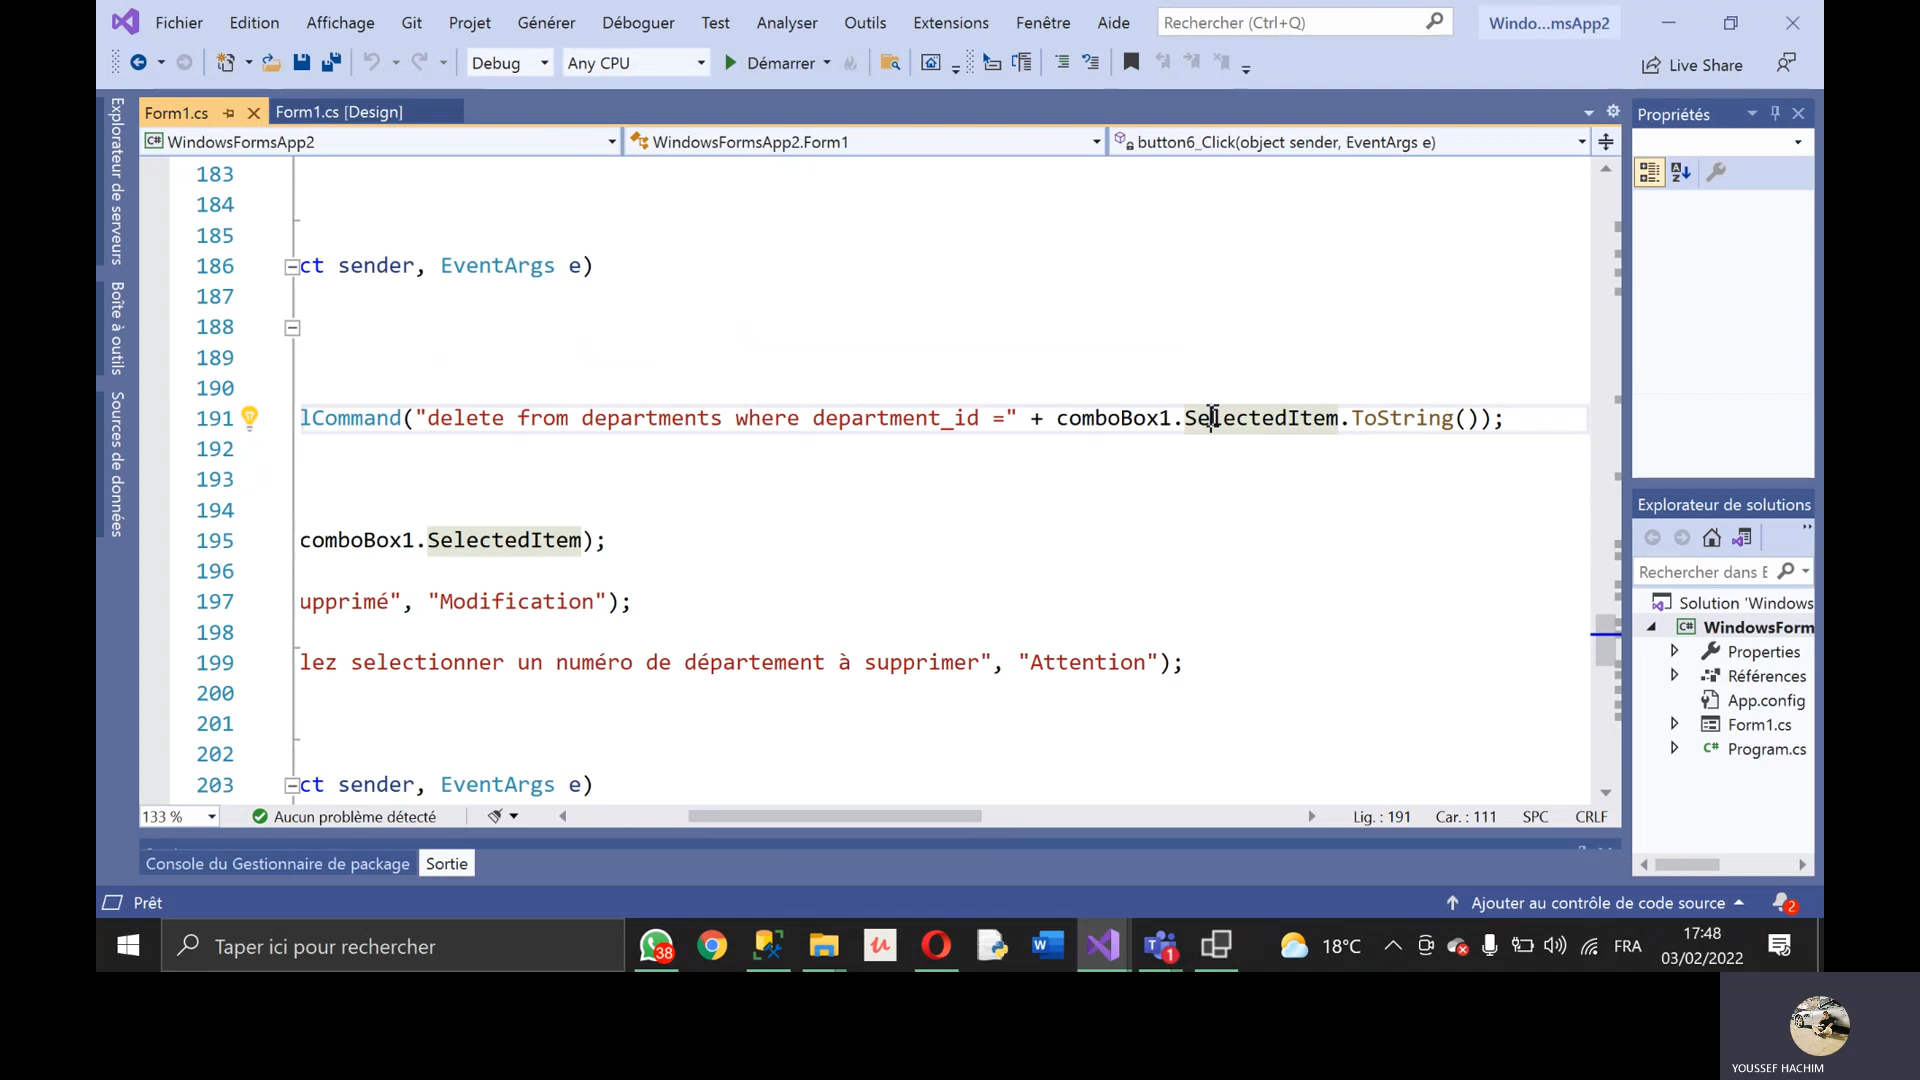 Fichier Edition Affichage Git Projet Générer Déboguer Test Analyser Outils Extensions Fenêtre Aide Rechercher (Ctrl+Q) Windo...msApp2
Debug Any CPU Démarrer Live Share
Form1.cs Form1.cs [Design]
WindowsFormsApp2 WindowsFormsApp2.Form1 button6_Click(object sender, EventArgs e)
183
184
185
186 ct sender, EventArgs e)
187
188
189
190
191 lCommand("delete from departments where department_id =" + comboBox1.SelectedItem.ToString());
192
193
194
195 comboBox1.SelectedItem);
196
197 upprimé", "Modification");
198
199 lez selectionner un numéro de département à supprimer", "Attention");
200
201
202
203 ct sender, EventArgs e)
133 % Aucun problème détecté Lig. : 191 Car. : 111 SPC CRLF
Console du Gestionnaire de package Sortie
Prêt Ajouter au contrôle de code source 2
Explorateur de serveurs
Boîte à outils
Sources de données
Propriétés
Explorateur de solutions
Rechercher dans E
Solution 'Windows
WindowsForm
Properties
Références
App.config
Form1.cs
Program.cs
Taper ici pour rechercher 38 1 18°C FRA 17:48
03/02/2022
YOUSSEF HACHIM